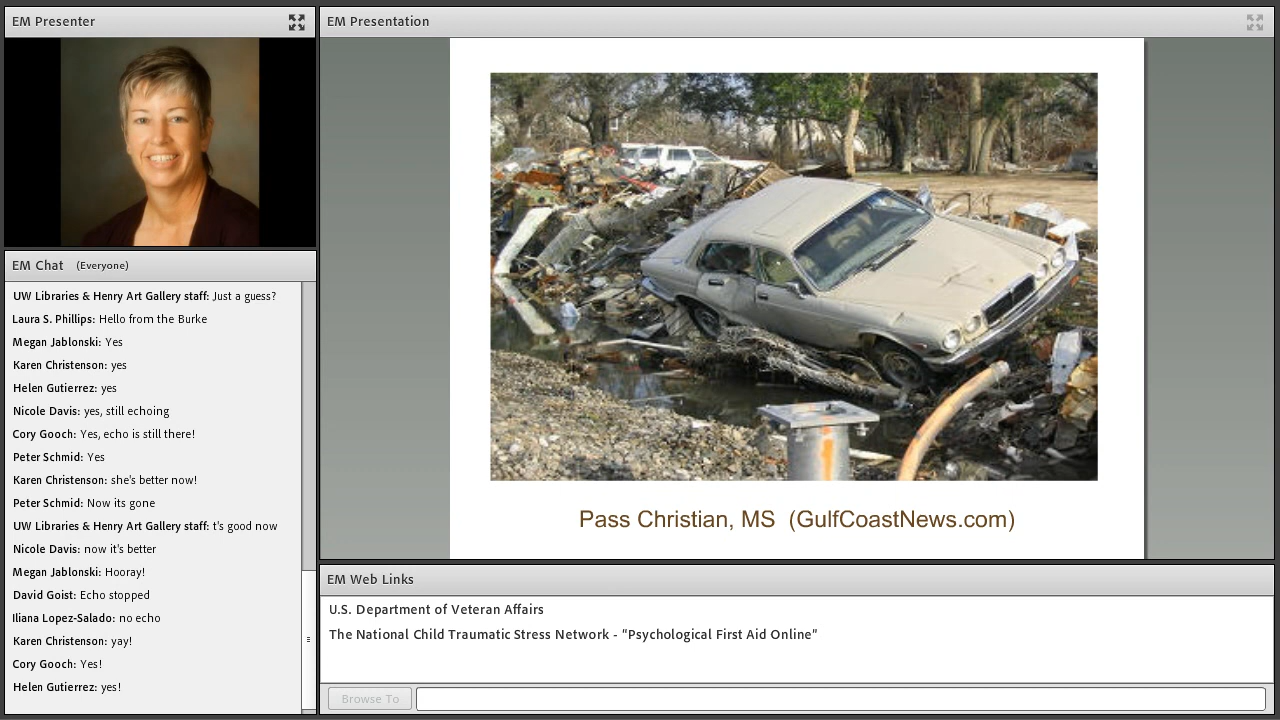 EM Presenter
EM Chat (Everyone)
UW Libraries & Henry Art Gallery staff: Just a guess?
Laura S. Phillips: Hello from the Burke
Megan Jablonski: Yes
Karen Christenson: yes
Helen Gutierrez: yes
Nicole Davis: yes, still echoing
Cory Gooch: Yes, echo is still there!
Peter Schmid: Yes
Karen Christenson: she's better now!
Peter Schmid: Now its gone
UW Libraries & Henry Art Gallery staff: t's good now
Nicole Davis: now it's better
Megan Jablonski: Hooray!
David Goist: Echo stopped
Iliana Lopez-Salado: no echo
Karen Christenson: yay!
Cory Gooch: Yes!
Helen Gutierrez: yes!
EM Presentation
Pass Christian, MS (GulfCoastNews.com)
EM Web Links
U.S. Department of Veteran Affairs
The National Child Traumatic Stress Network - "Psychological First Aid Online"
Browse To